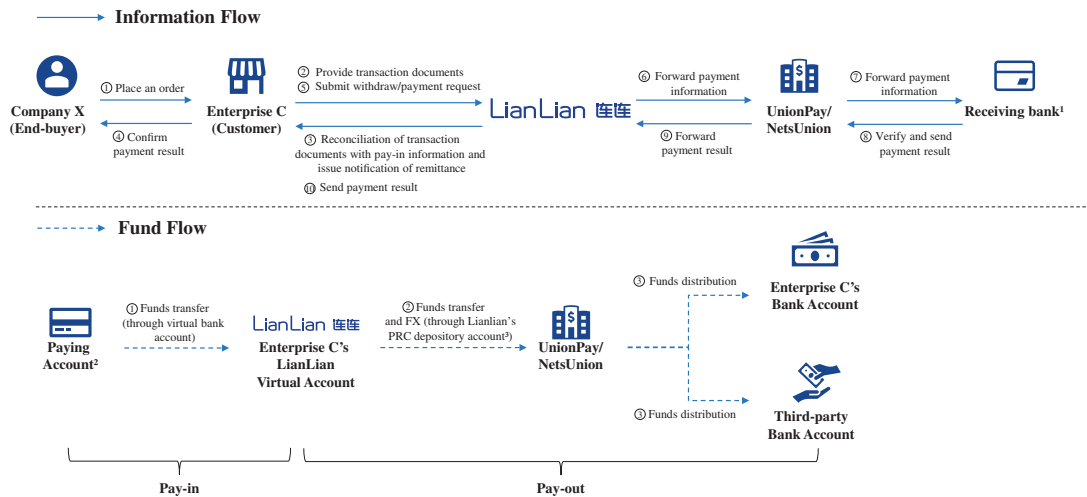 Information Flow
① Place an order
② Provide transaction documents
⑤ Submit withdraw/payment request
⑥ Forward payment
information
⑦ Forward payment
information
Company X
(End-buyer)
Enterprise C
(Customer)
LianLian 连连
UnionPay/
NetsUnion
Receiving bank¹
④ Confirm
payment result
③ Reconciliation of transaction
documents with pay-in information and
issue notification of remittance
⑩ Send payment result
⑨ Forward
payment result
⑧ Verify and send
payment result
Fund Flow
① Funds transfer
(through virtual bank
account)
② Funds transfer
and FX (through Lianlian's
PRC depository account³)
③ Funds distribution
Enterprise C's
Bank Account
Paying
Account²
LianLian 连连
Enterprise C's
LianLian
Virtual Account
UnionPay/
NetsUnion
③ Funds distribution
Third-party
Bank Account
Pay-in
Pay-out